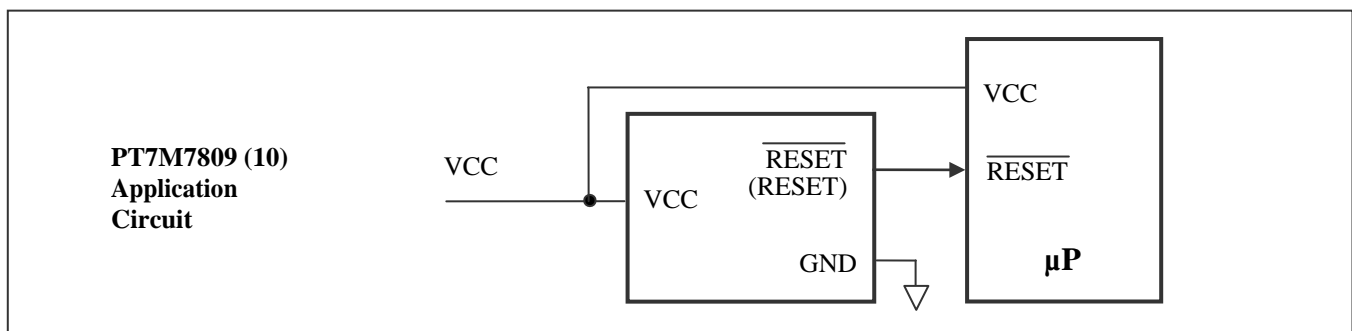 PT7M7809 (10)
Application
Circuit
VCC
VCC
RESET
(RESET)
GND
VCC
RESET
µP